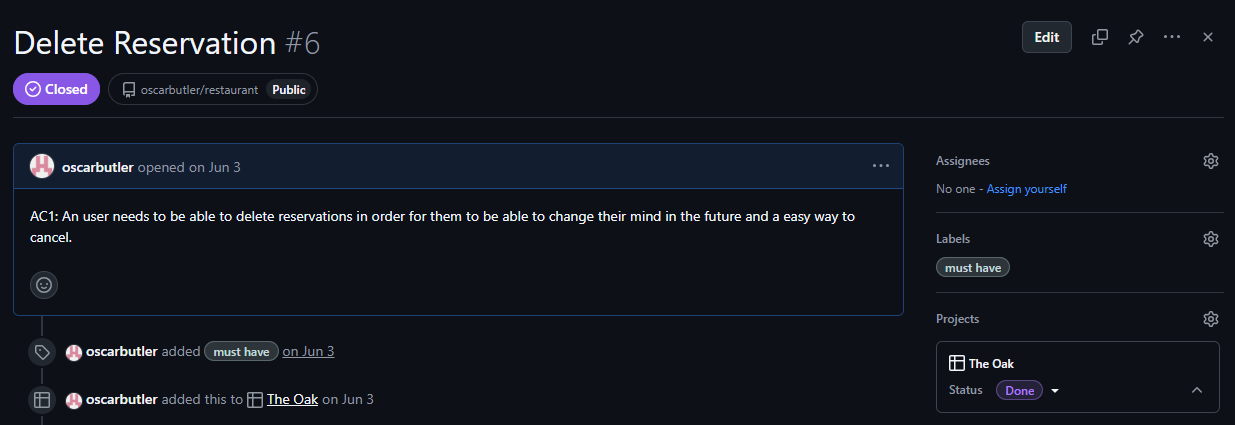 Delete Reservation #6
Edit
Closed
oscarbutler/restaurant Public
oscarbutler opened on Jun 3
AC1: An user needs to be able to delete reservations in order for them to be able to change their mind in the future and a easy way to
cancel.
oscarbutler added must have on Jun 3
oscarbutler added this to The Oak on Jun 3
Assignees
No one - Assign yourself
Labels
must have
Projects
The Oak
Status Done